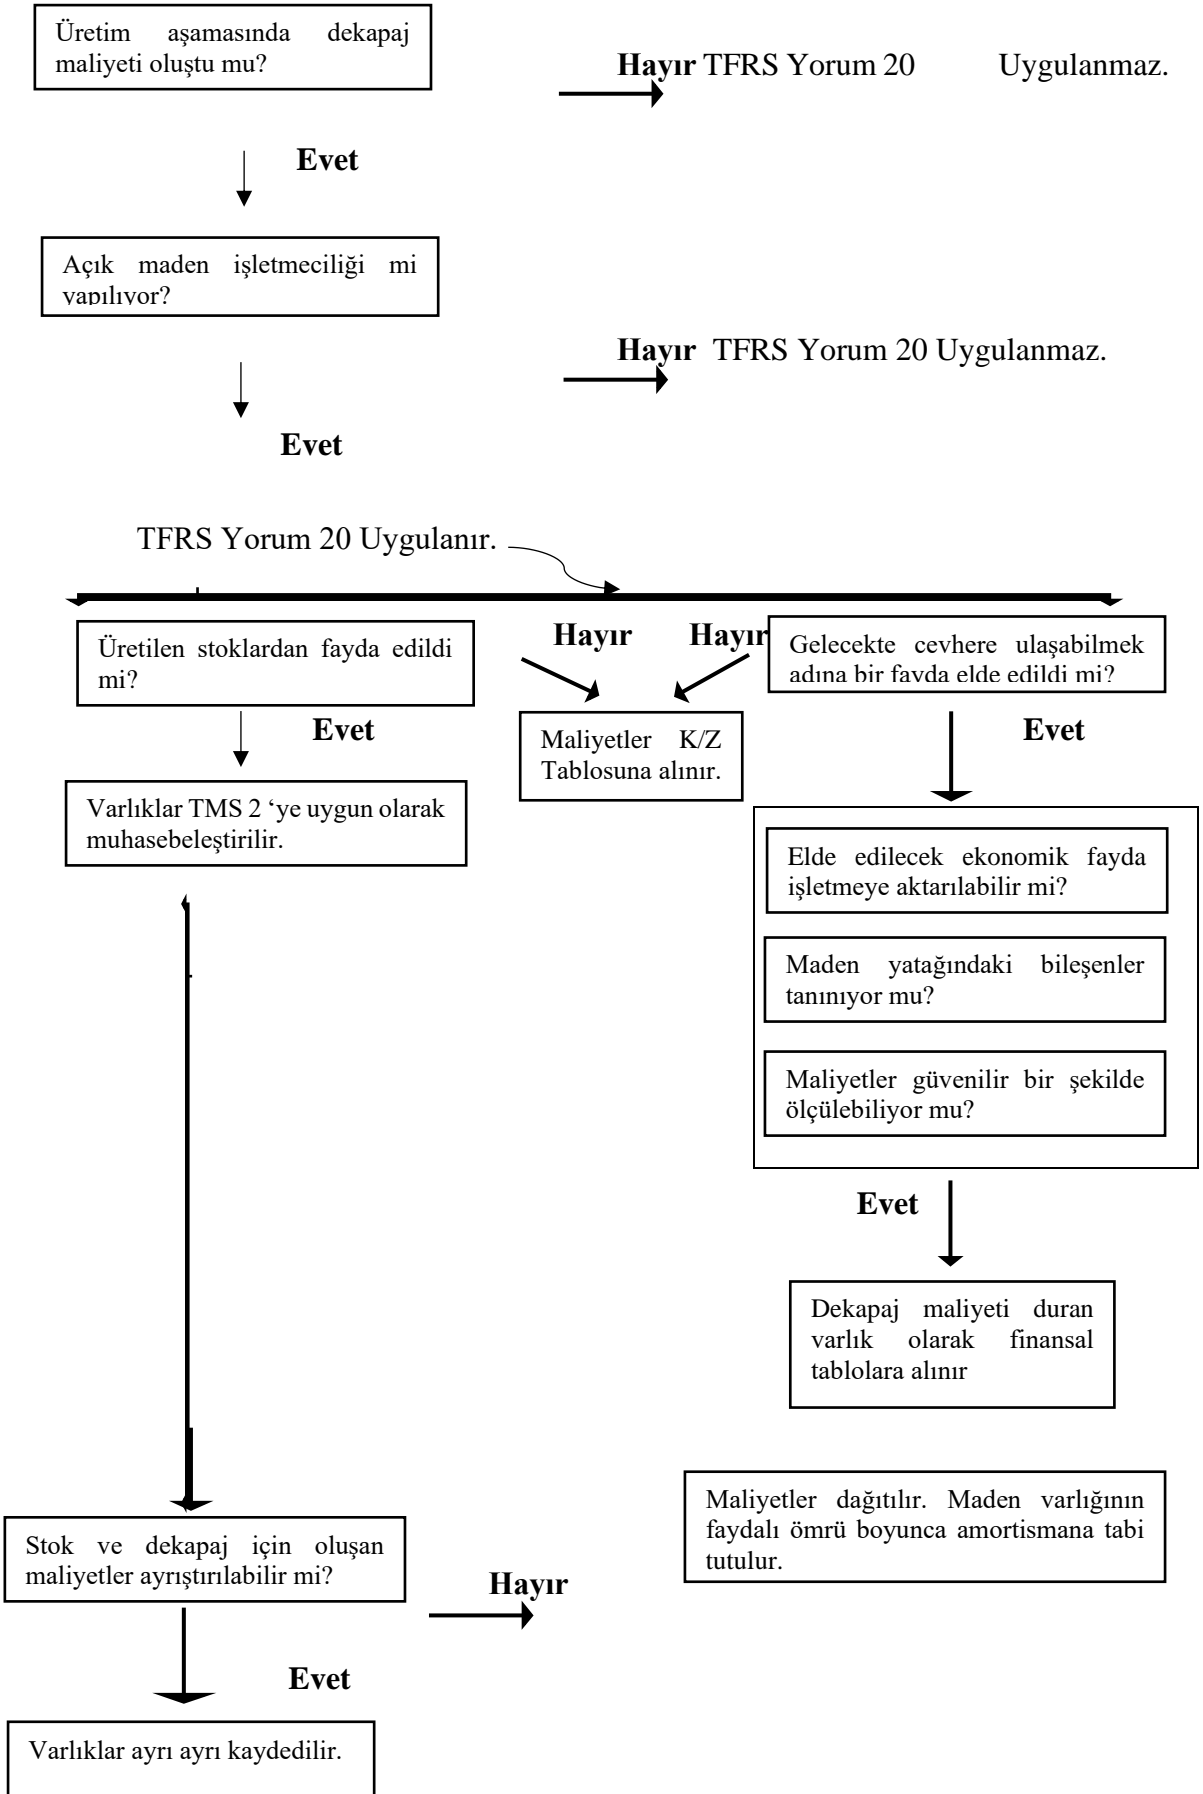 Üretim aşamasında dekapaj
maliyeti oluştu mu?
Hayır TFRS Yorum 20 Uygulanmaz.
Evet
Açık maden işletmeciliği mi
yapılıyor?
Hayır TFRS Yorum 20 Uygulanmaz.
Evet
TFRS Yorum 20 Uygulanır.
Üretilen stoklardan fayda edildi
mi?
Hayır
Hayır
Gelecekte cevhere ulaşabilmek
adına bir fayda elde edildi mi?
Evet
Maliyetler K/Z
Tablosuna alınır.
Evet
Varlıklar TMS 2 ‘ye uygun olarak
muhasebeleştirilir.
Elde edilecek ekonomik fayda
işletmeye aktarılabilir mi?
Maden yatağındaki bileşenler
tanınıyor mu?
Maliyetler güvenilir bir şekilde
ölçülebiliyor mu?
Evet
Dekapaj maliyeti duran
varlık olarak finansal
tablolara alınır
Maliyetler dağıtılır. Maden varlığının
faydalı ömrü boyunca amortismana tabi
tutulur.
Stok ve dekapaj için oluşan
maliyetler ayrıştırılabilir mi?
Hayır
Evet
Varlıklar ayrı ayrı kaydedilir.